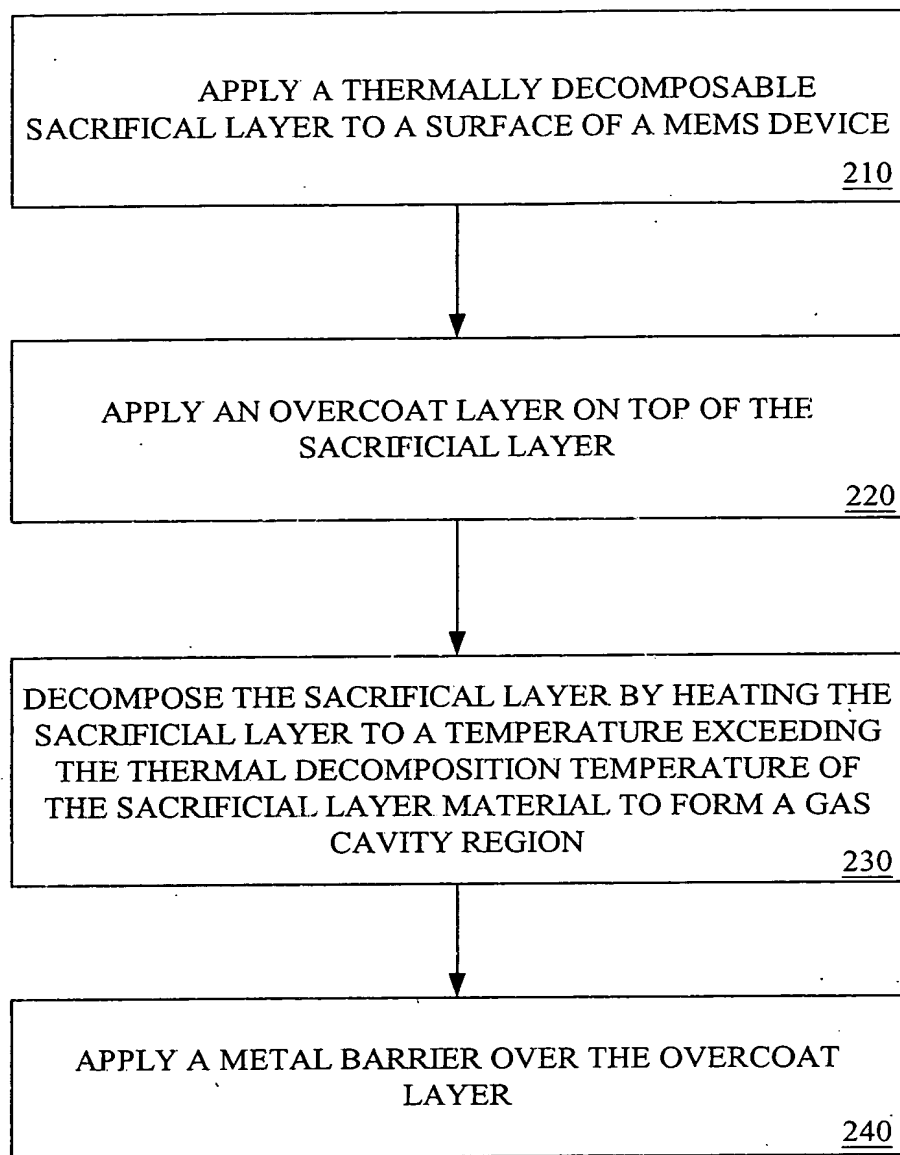 APPLY A THERMALLY DECOMPOSABLE
SACRIFICAL LAYER TO A SURFACE OF A MEMS DEVICE
210
APPLY AN OVERCOAT LAYER ON TOP OF THE
SACRIFICIAL LAYER
220
DECOMPOSE THE SACRIFICAL LAYER BY HEATING THE
SACRIFICIAL LAYER TO A TEMPERATURE EXCEEDING
THE THERMAL DECOMPOSITION TEMPERATURE OF
THE SACRIFICIAL LAYER MATERIAL TO FORM A GAS
CAVITY REGION
230
APPLY A METAL BARRIER OVER THE OVERCOAT
LAYER
240